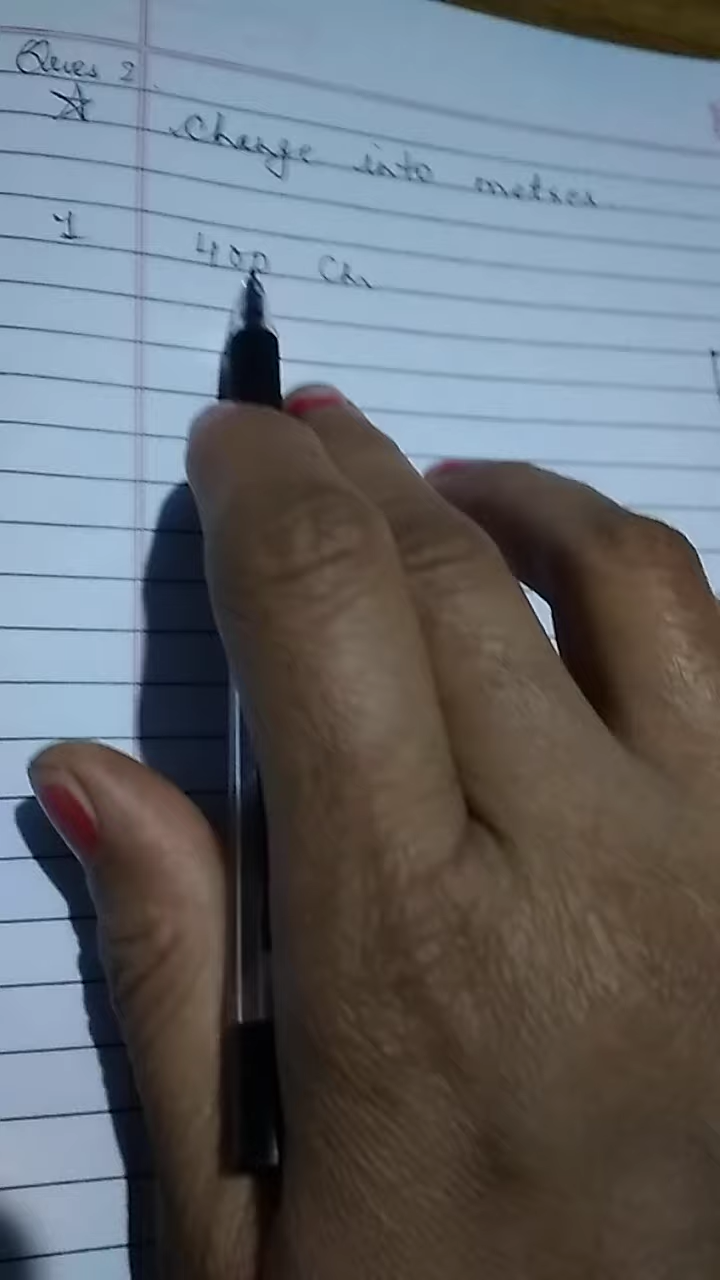 Ques 2.
☆ Change into metres
1 400 Cm